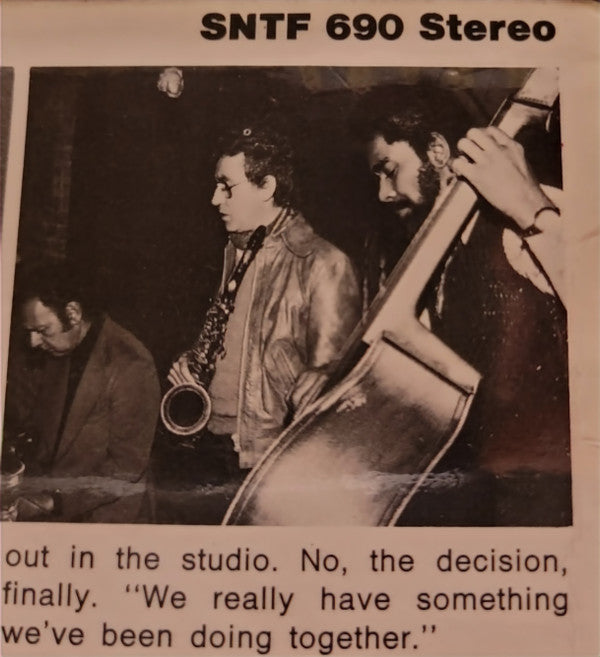 SNTF 690 Stereo
out in the studio. No, the decision,
finally. "We really have something
we've been doing together."